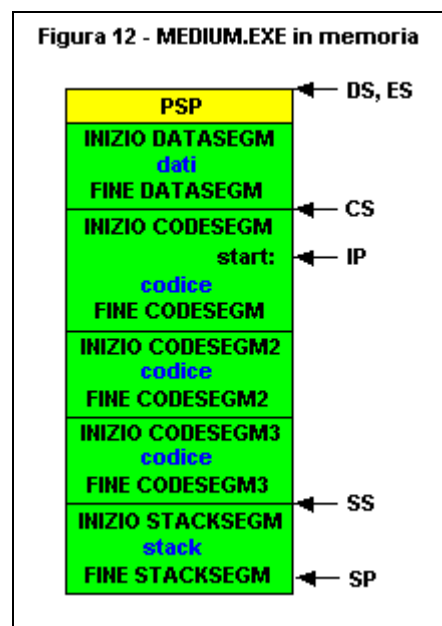 Figura 12 - MEDIUM.EXE in memoria
DS, ES
PSP
INIZIO DATASEGM
dati
FINE DATASEGM
CS
INIZIO CODESEGM
start:
IP
codice
FINE CODESEGM
INIZIO CODESEGM2
codice
FINE CODESEGM2
INIZIO CODESEGM3
codice
FINE CODESEGM3
SS
INIZIO STACKSEGM
stack
FINE STACKSEGM
SP